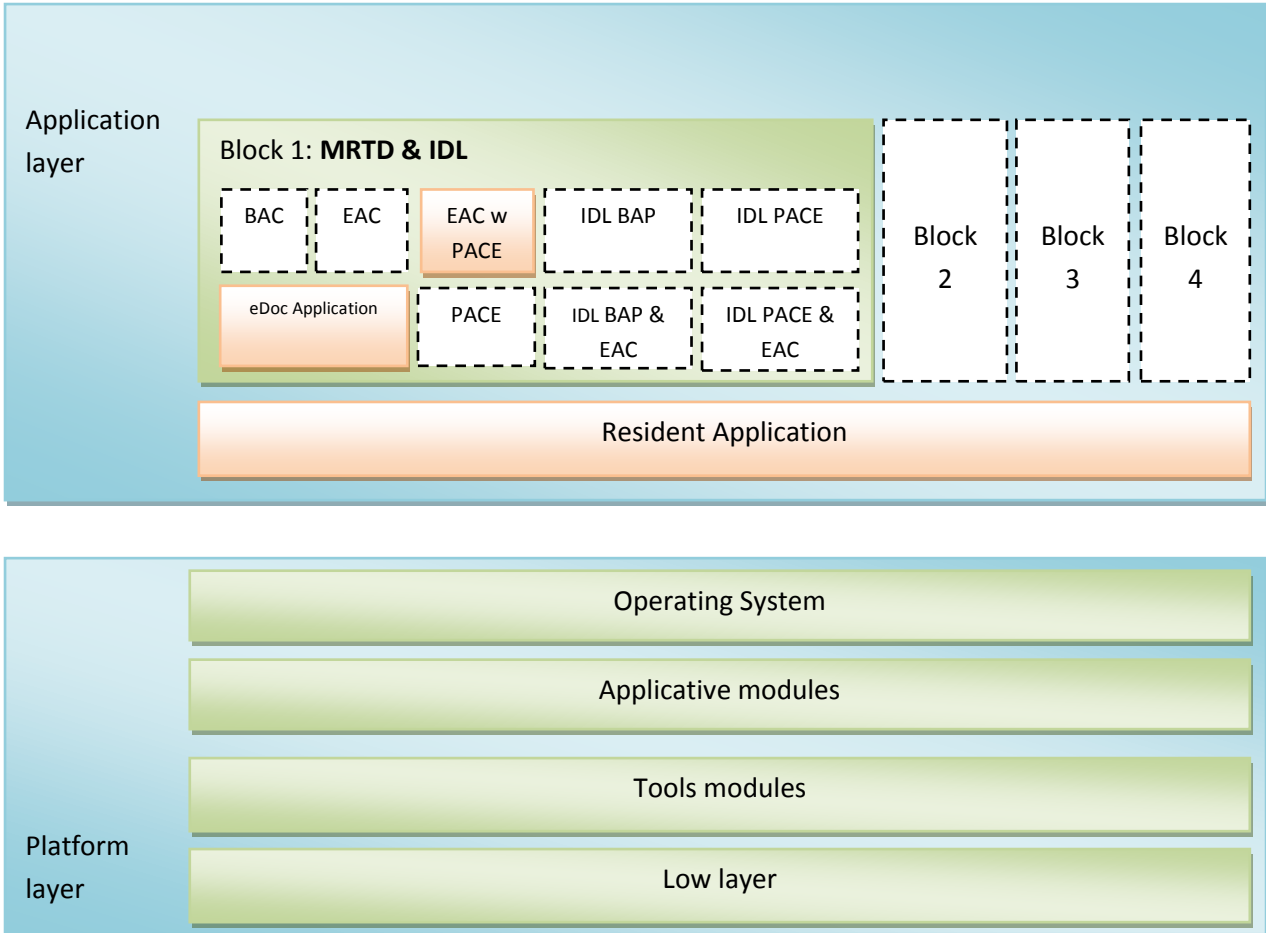 Application
layer
Block 1: MRTD & IDL
BAC
EAC
EAC w
PACE
IDL BAP
IDL PACE
eDoc Application
PACE
IDL BAP &
EAC
IDL PACE &
EAC
Block
2
Block
3
Block
4
Resident Application
Operating System
Applicative modules
Tools modules
Platform
layer
Low layer